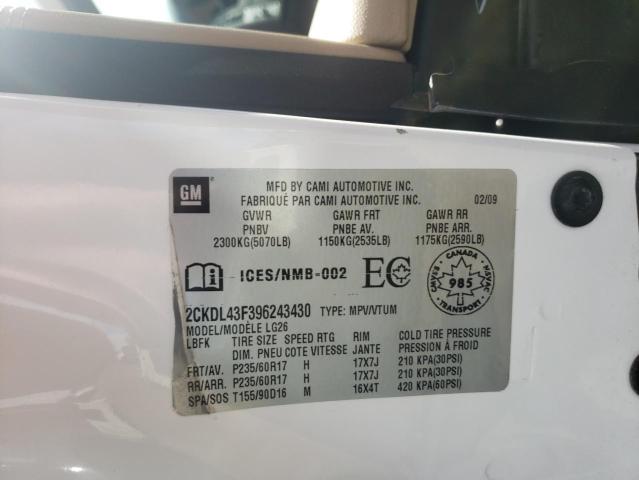 GM
MFD BY CAMI AUTOMOTIVE INC.
FABRIQUÉ PAR CAMI AUTOMOTIVE INC. 02/09
GVWR GAWR FRT GAWR RR
PNBV PNBE AV. PNBE ARR.
2300KG(5070LB) 1150KG(2535LB) 1175KG(2590LB)
i ICES/NMB-002 EC
CANADA
CMVSS 985 NSVAC
TRANSPORT
2CKDL43F396243430 TYPE: MPV/VTUM
MODEL/MODÈLE LG26
LBFK TIRE SIZE SPEED RTG RIM COLD TIRE PRESSURE
DIM. PNEU COTE VITESSE JANTE PRESSION À FROID
FRT/AV. P235/60R17 H 17X7J 210 KPA(30PSI)
RR/ARR. P235/60R17 H 17X7J 210 KPA(30PSI)
SPA/SOS T155/90D16 M 16X4T 420 KPA(60PSI)